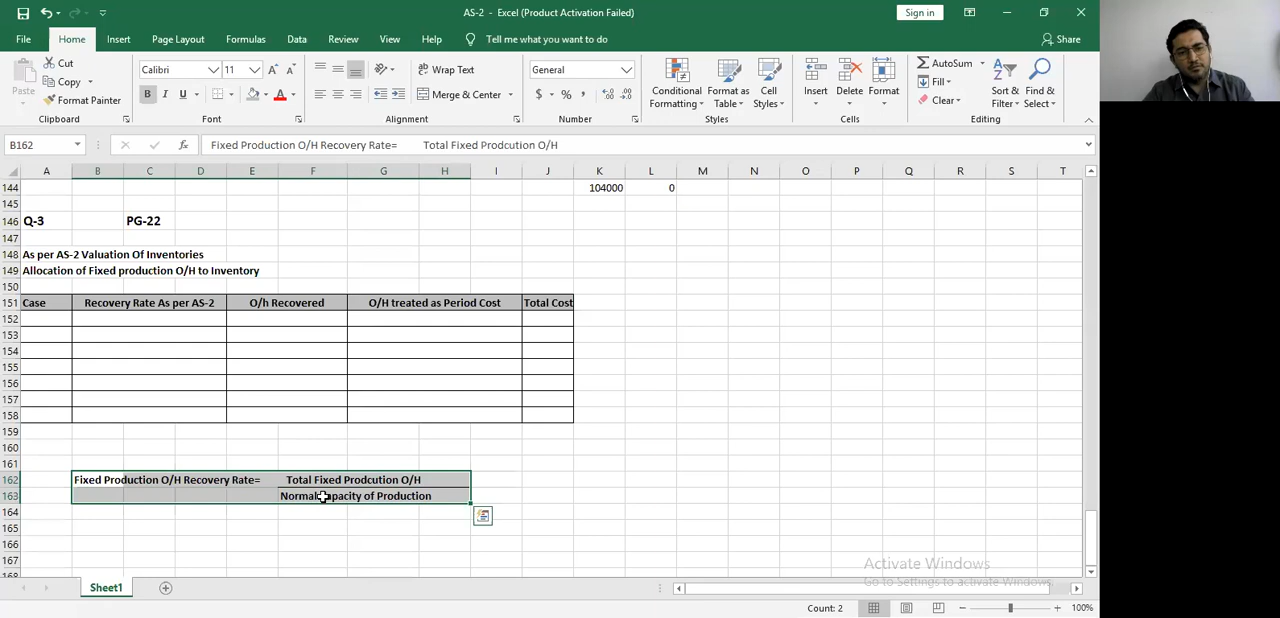 AS-2 - Excel (Product Activation Failed)
Sign in
File Home Insert Page Layout Formulas Data Review View Help Tell me what you want to do Share
Paste
Cut
Copy
Format Painter
Clipboard
Calibri 11
B I U
Font
Wrap Text
Merge & Center
Alignment
General
$ % ,
Number
Conditional Formatting
Format as Table
Cell Styles
Styles
Insert Delete Format
Cells
AutoSum
Fill
Clear
Sort & Filter
Find & Select
Editing
B162 fx Fixed Production O/H Recovery Rate= Total Fixed Prodcution O/H
A B C D E F G H I J K L M N O P Q R S T
144 104000 0
145
146 Q-3 PG-22
147
148 As per AS-2 Valuation Of Inventories
149 Allocation of Fixed production O/H to Inventory
150
151 Case Recovery Rate As per AS-2 O/h Recovered O/H treated as Period Cost Total Cost
152
153
154
155
156
157
158
159
160
161
162 Fixed Production O/H Recovery Rate= Total Fixed Prodcution O/H
163 Normal Capacity of Production
164
165
166
167
168
Activate Windows
Go to Settings to activate Windows.
Sheet1
Count: 2 100%